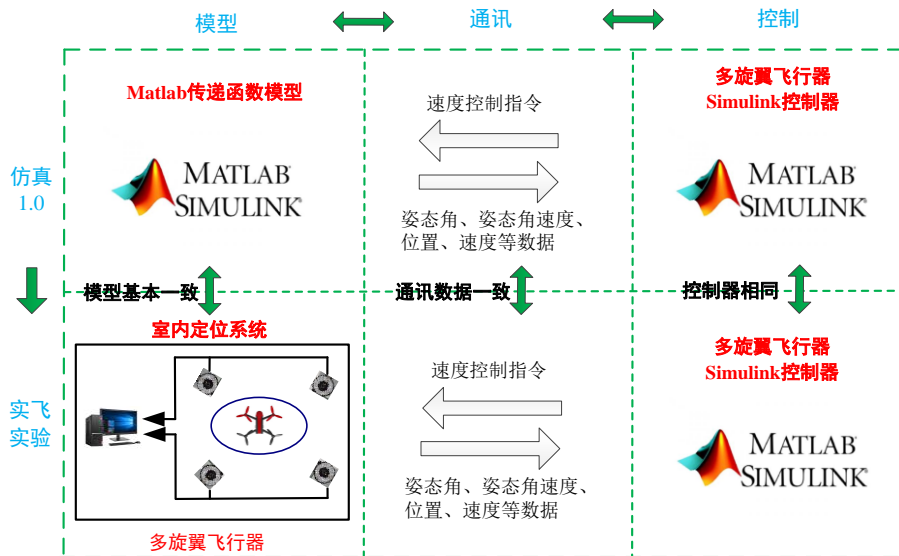 模型
通讯
控制
Matlab传递函数模型
多旋翼飞行器
Simulink控制器
速度控制指令
仿真
1.0
MATLAB
SIMULINK®
MATLAB
SIMULINK®
姿态角、姿态角速度、
位置、速度等数据
模型基本一致
通讯数据一致
控制器相同
室内定位系统
多旋翼飞行器
Simulink控制器
速度控制指令
实飞
实验
MATLAB
SIMULINK®
姿态角、姿态角速度、
位置、速度等数据
多旋翼飞行器